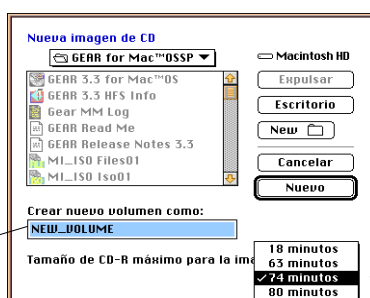 Nueva imagen de CD
GEAR for Mac™OSSP
Macintosh HD
GEAR 3.3 for Mac™OS
GEAR 3.3 HFS Info
Gear MM Log
GEAR Read Me
GEAR Release Notes 3.3
MI_ISO Files01
MI_ISO Iso01
Expulsar
Escritorio
New
Cancelar
Nuevo
Crear nuevo volumen como:
NEW_VOLUME
Tamaño de CD-R máximo para la ima
18 minutos
63 minutos
✓74 minutos
80 minutos